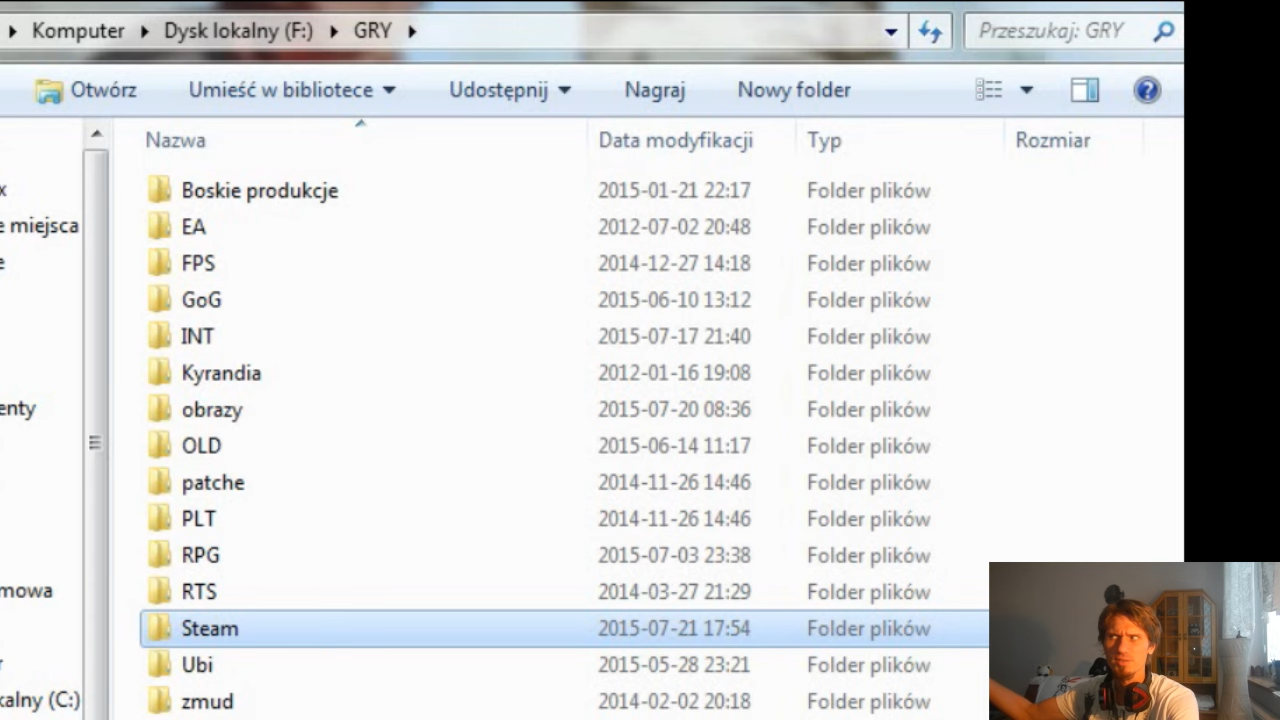 Komputer Dysk lokalny (F:) GRY Przeszukaj: GRY
Otwórz Umieść w bibliotece Udostępnij Nagraj Nowy folder
Nazwa Data modyfikacji Typ Rozmiar
Boskie produkcje 2015-01-21 22:17 Folder plików
x
EA 2012-07-02 20:48 Folder plików
e miejsca
FPS 2014-12-27 14:18 Folder plików
e
GoG 2015-06-10 13:12 Folder plików
INT 2015-07-17 21:40 Folder plików
Kyrandia 2012-01-16 19:08 Folder plików
obrazy 2015-07-20 08:36 Folder plików
enty
OLD 2015-06-14 11:17 Folder plików
patche 2014-11-26 14:46 Folder plików
PLT 2014-11-26 14:46 Folder plików
RPG 2015-07-03 23:38 Folder plików
RTS 2014-03-27 21:29 Folder plików
mowa
Steam 2015-07-21 17:54 Folder plików
Ubi 2015-05-28 23:21 Folder plików
r
zmud 2014-02-02 20:18 Folder plików
kalny (C:)